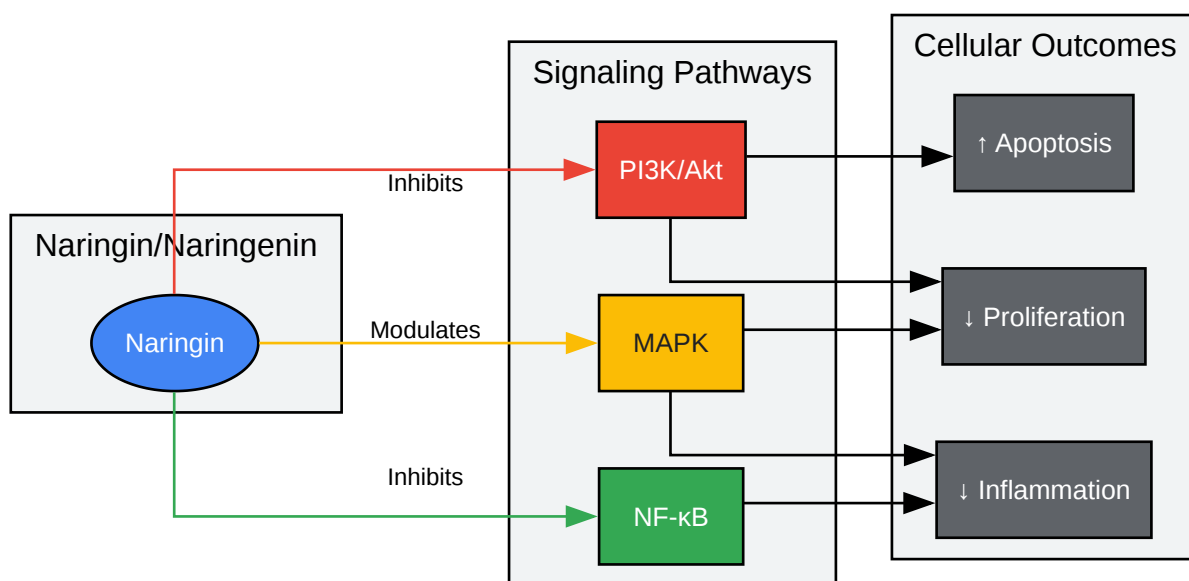 Cellular Outcomes
Signaling Pathways
↑ Apoptosis
PI3K/Akt
Inhibits
Naringin/Naringenin
↓ Proliferation
Modulates
Naringin
MAPK
Inhibits
↓ Inflammation
NF-κB